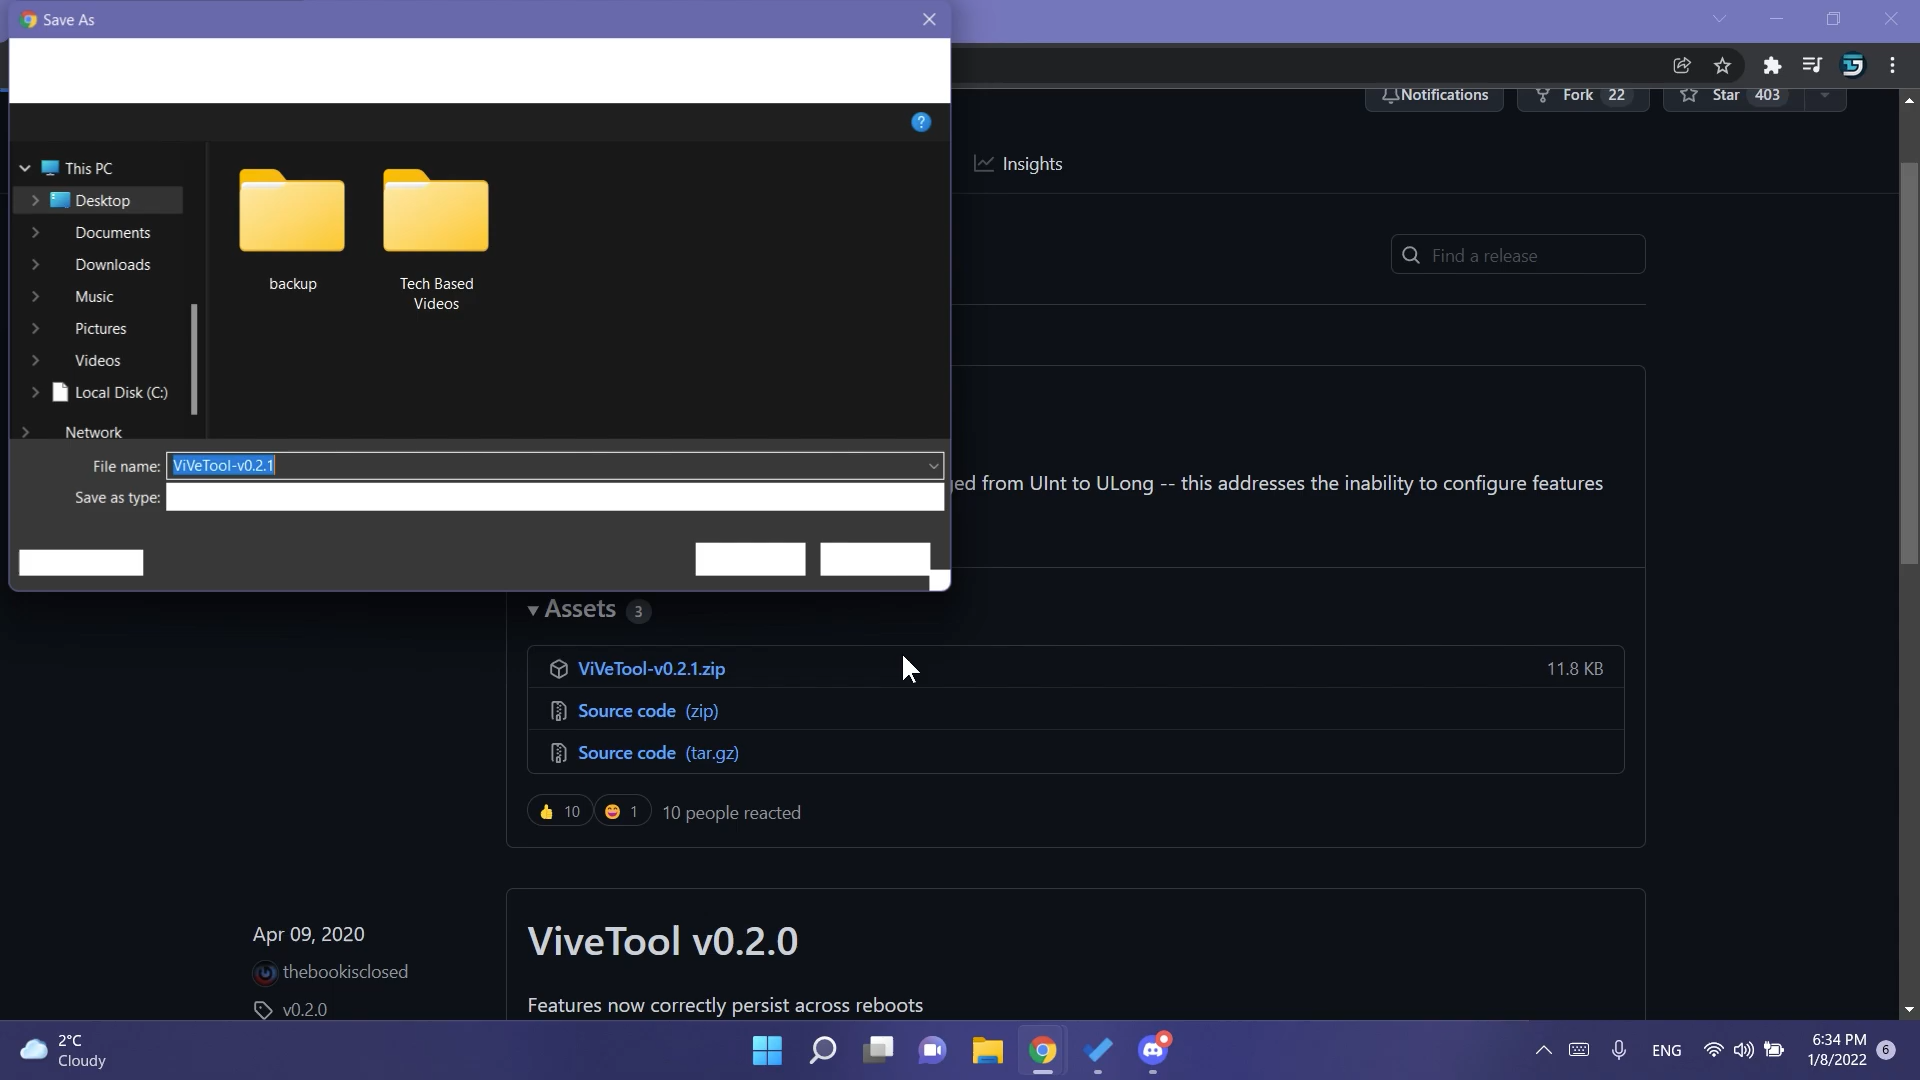 Save As
Notifications
Fork 22
Star 403
Insights
This PC
Desktop
Documents
Downloads
Music
Pictures
Videos
Local Disk (C:)
Network
backup
Tech Based
Videos
Find a release
File name: ViVeTool-v0.2.1
Save as type:
ed from UInt to ULong -- this addresses the inability to configure features
Assets 3
ViVeTool-v0.2.1.zip 11.8 KB
Source code (zip)
Source code (tar.gz)
10 1 10 people reacted
Apr 09, 2020
thebookisclosed
v0.2.0
ViveTool v0.2.0
Features now correctly persist across reboots
2°C
Cloudy
ENG
6:34 PM
1/8/2022
6